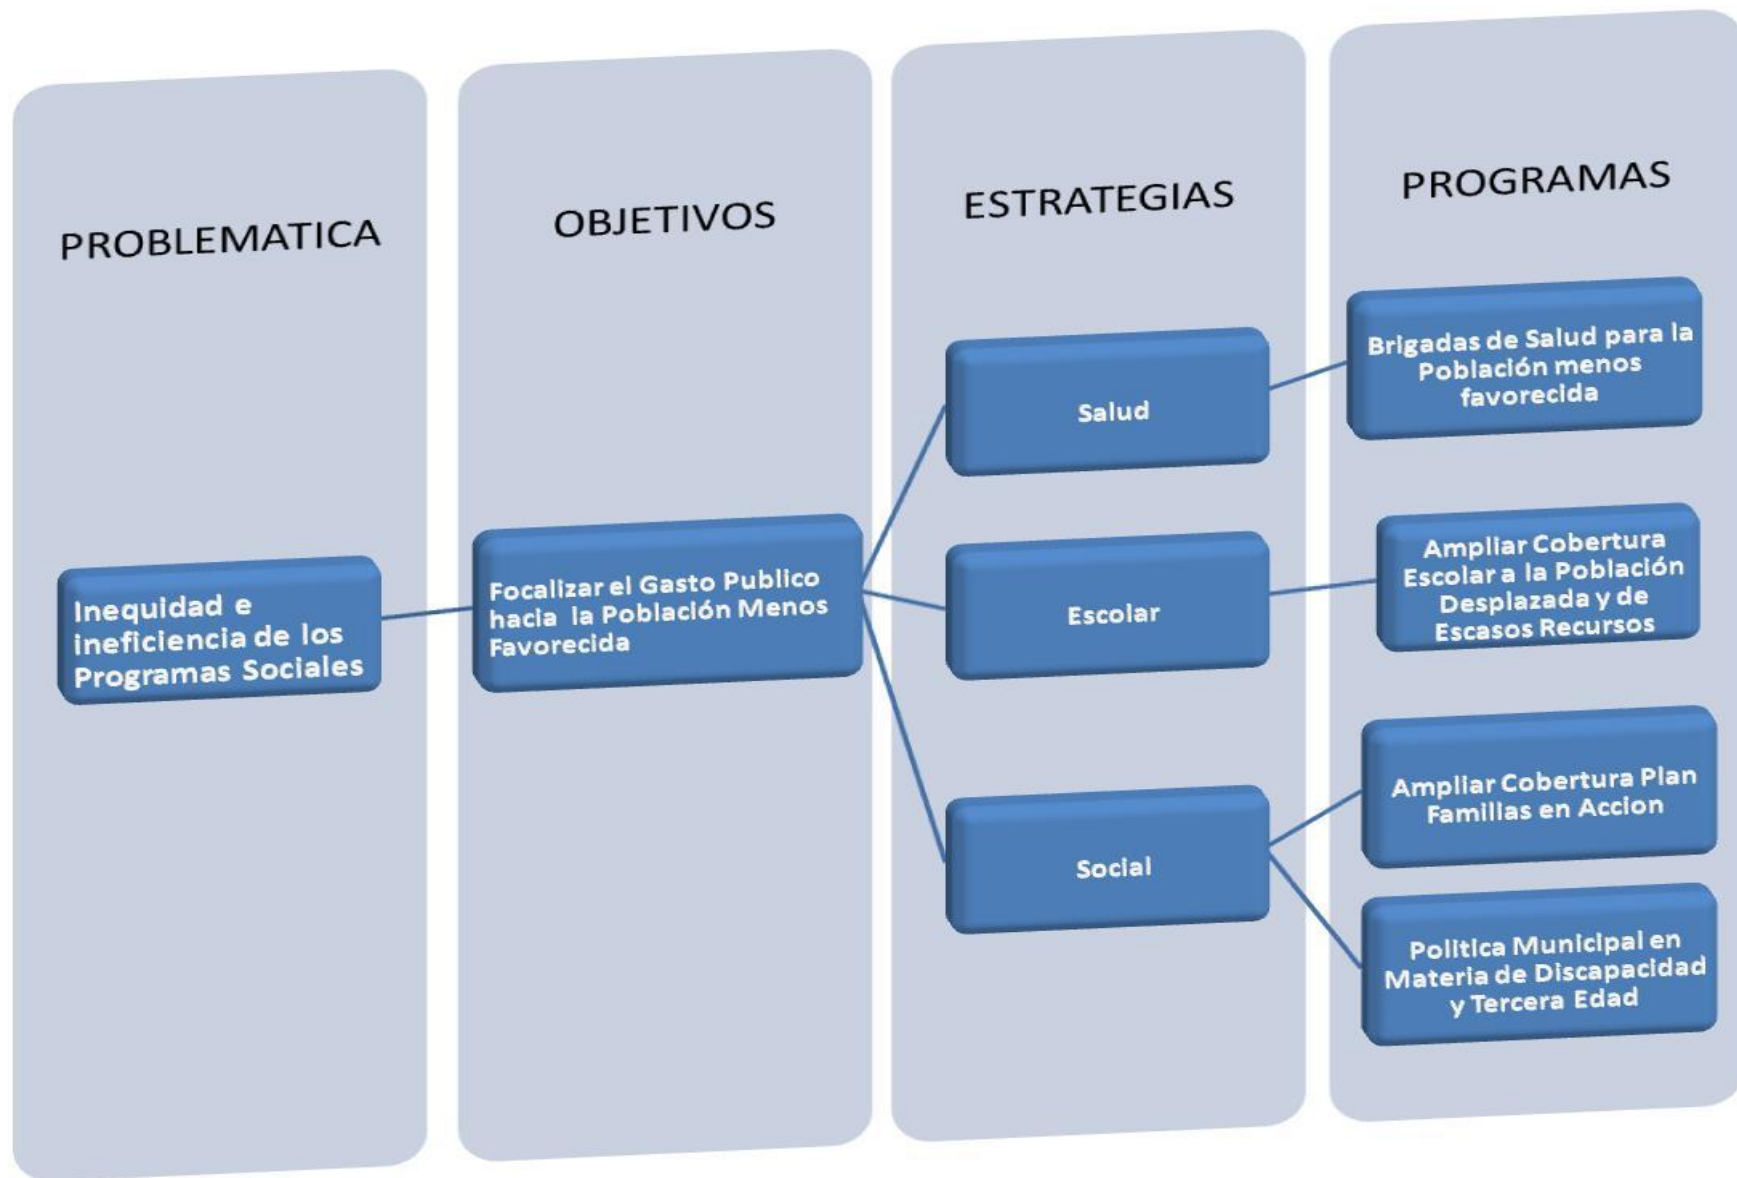 PROBLEMATICA
Inequidad e
ineficiencia de los
Programas Sociales
OBJETIVOS
Focalizar el Gasto Publico
hacia la Población Menos
Favorecida
ESTRATEGIAS
Salud
Escolar
Social
PROGRAMAS
Brigadas de Salud para la
Población menos
favorecida
Ampliar Cobertura
Escolar a la Población
Desplazada y de
Escasos Recursos
Ampliar Cobertura Plan
Familias en Accion
Politica Municipal en
Materia de Discapacidad
y Tercera Edad